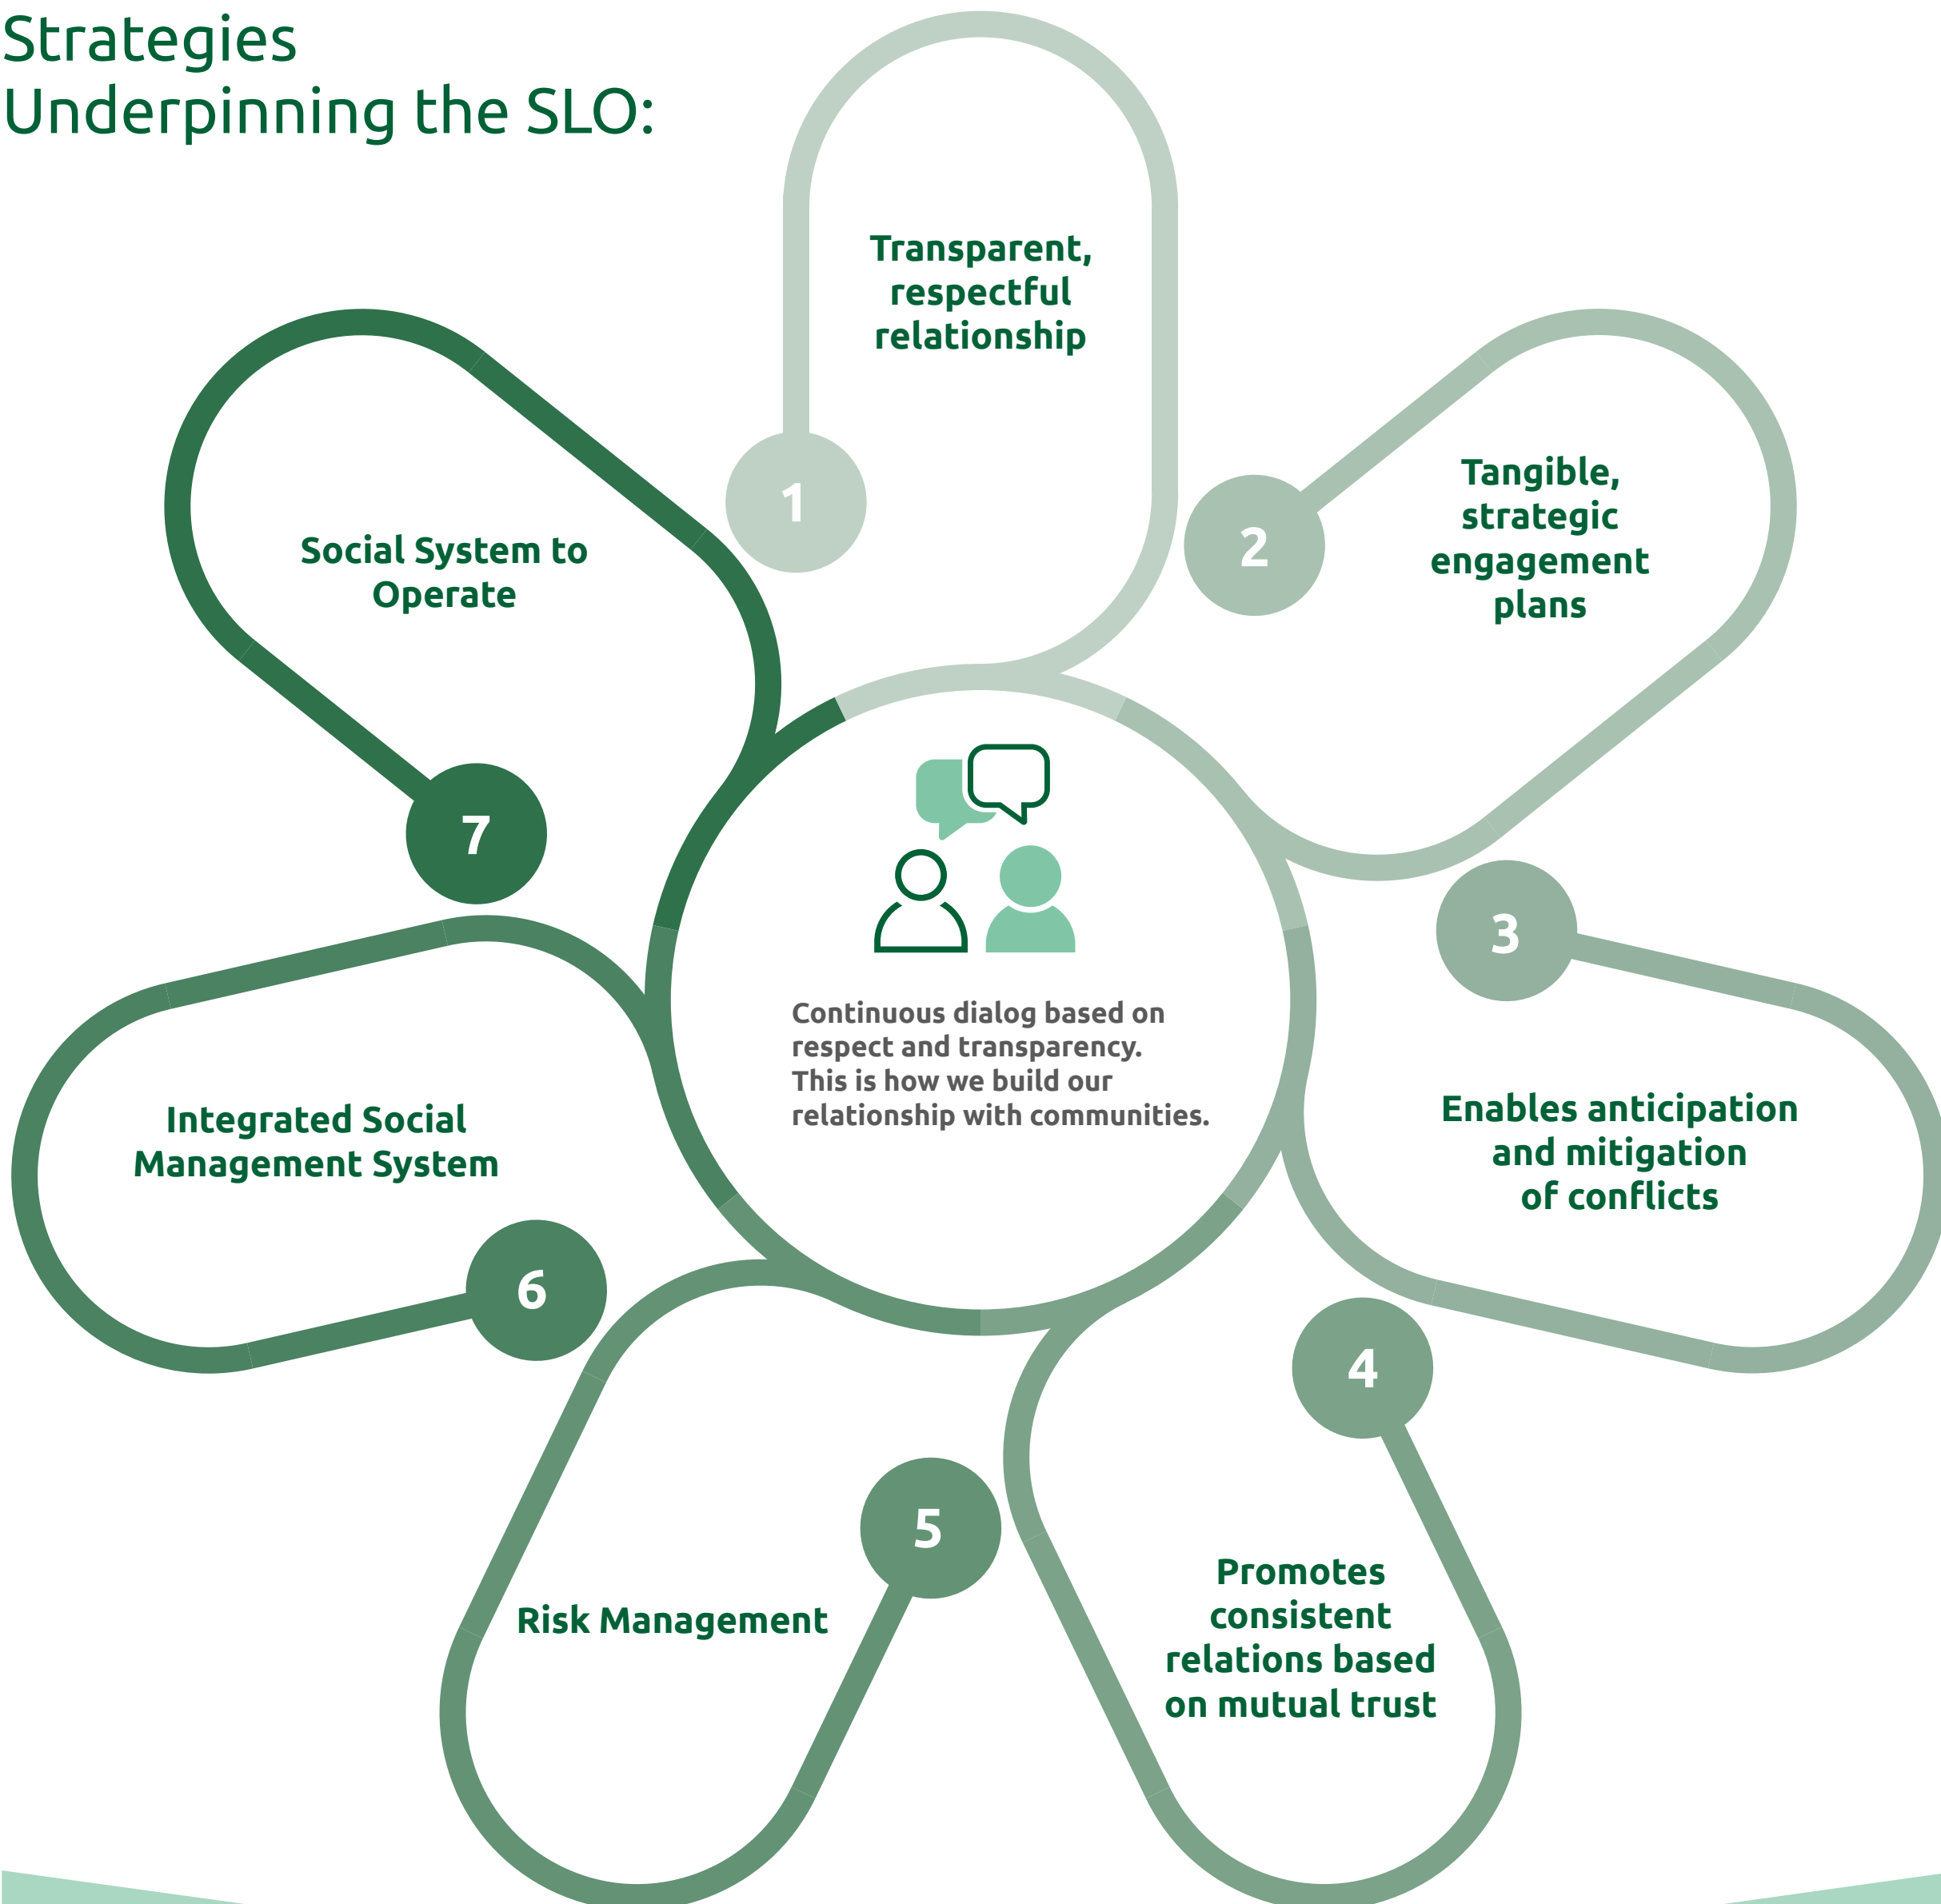 Strategies
Underpinning the SLO:
1
Transparent,
respectful
relationship
2
Tangible,
strategic
engagement
plans
3
Enables anticipation
and mitigation
of conflicts
4
Promotes
consistent
relations based
on mutual trust
5
Risk Management
6
Integrated Social
Management System
7
Social System to
Operate
Continuous dialog based on
respect and transparency.
This is how we build our
relationship with communities.